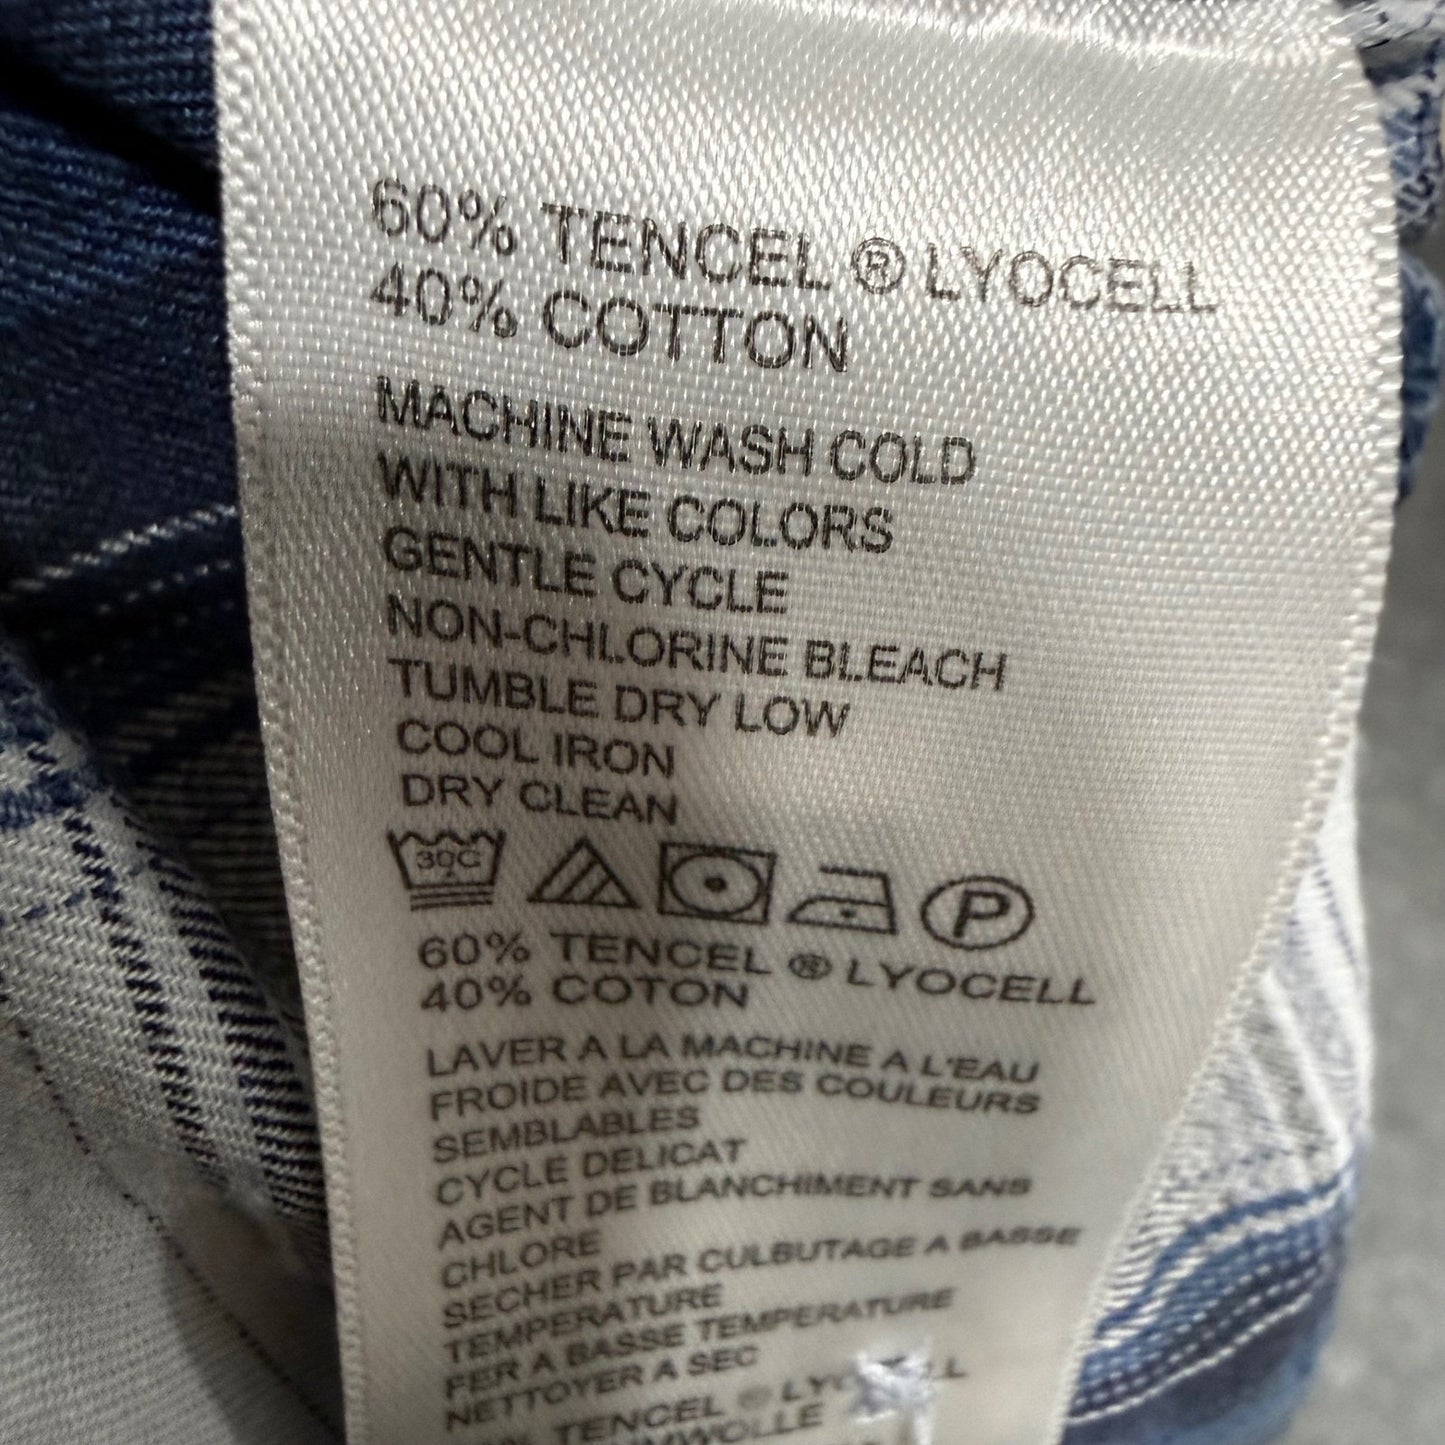 60% TENCEL ® LYOCELL
40% COTTON
MACHINE WASH COLD
WITH LIKE COLORS
GENTLE CYCLE
NON-CHLORINE BLEACH
TUMBLE DRY LOW
COOL IRON
DRY CLEAN
30C P
60% TENCEL ® LYOCELL
40% COTON
LAVER A LA MACHINE A L'EAU
FROIDE AVEC DES COULEURS
SEMBLABLES
CYCLE DELICAT
AGENT DE BLANCHIMENT SANS
CHLORE
SECHER PAR CULBUTAGE A BASSE
TEMPERATURE
FER A BASSE TEMPERATURE
NETTOYER A SEC
TENCEL ®